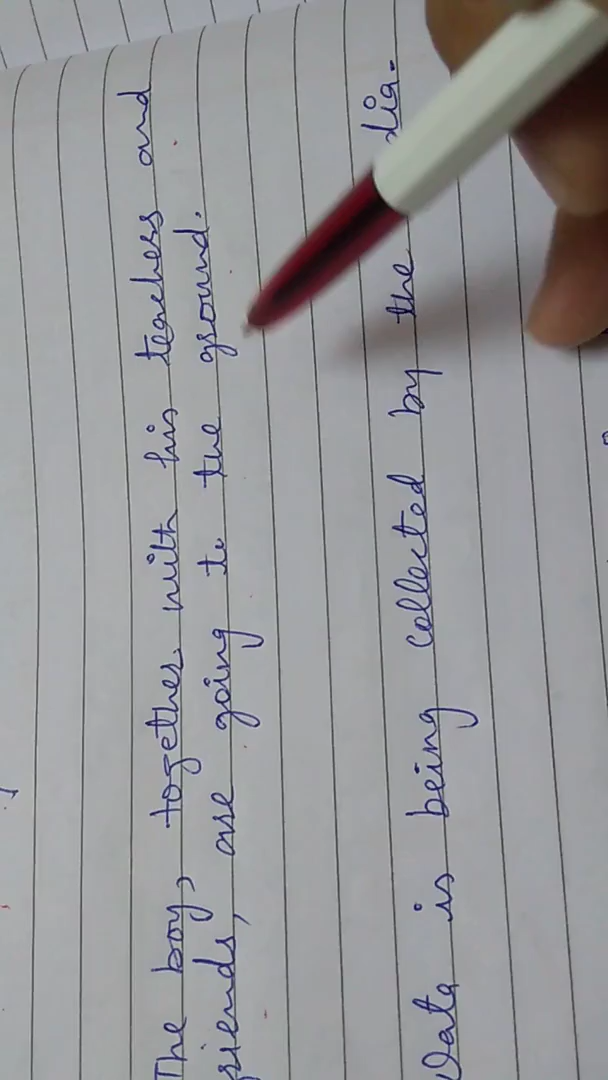 The boy, together with his teachers and
friends, are going to the ground.
Data is being collected by the